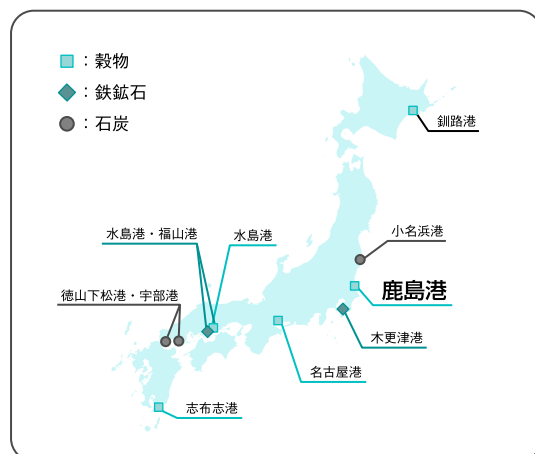 ：穀物
：鉄鉱石
：石炭
釧路港
小名浜港
水島港・福山港
水島港
鹿島港
徳山下松港・宇部港
木更津港
名古屋港
志布志港